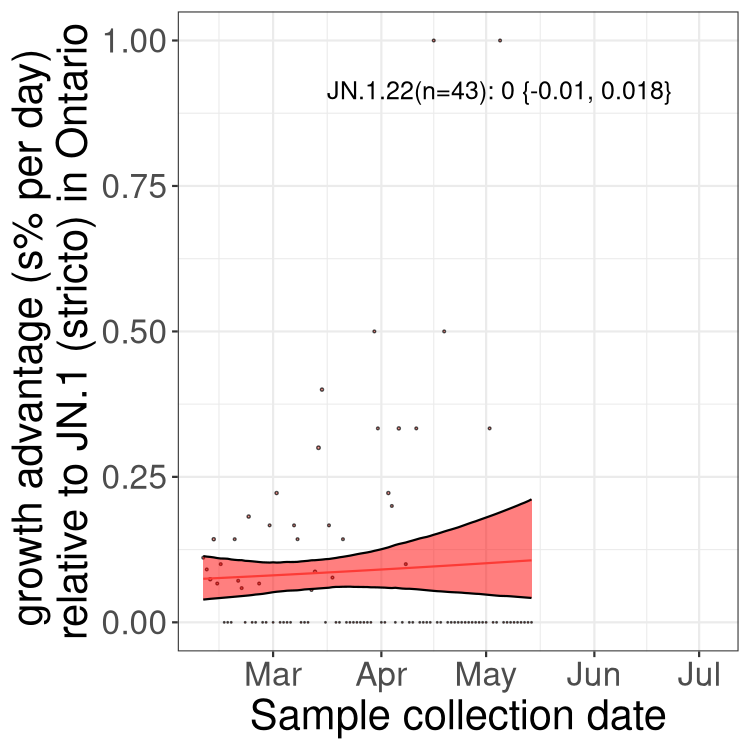 growth advantage (s% per day)
relative to JN.1 (stricto) in Ontario
1.00
JN.1.22(n=43): 0 {-0.01, 0.018}
0.75
0.50
0.25
0.00
Mar Apr May Jun Jul
Sample collection date